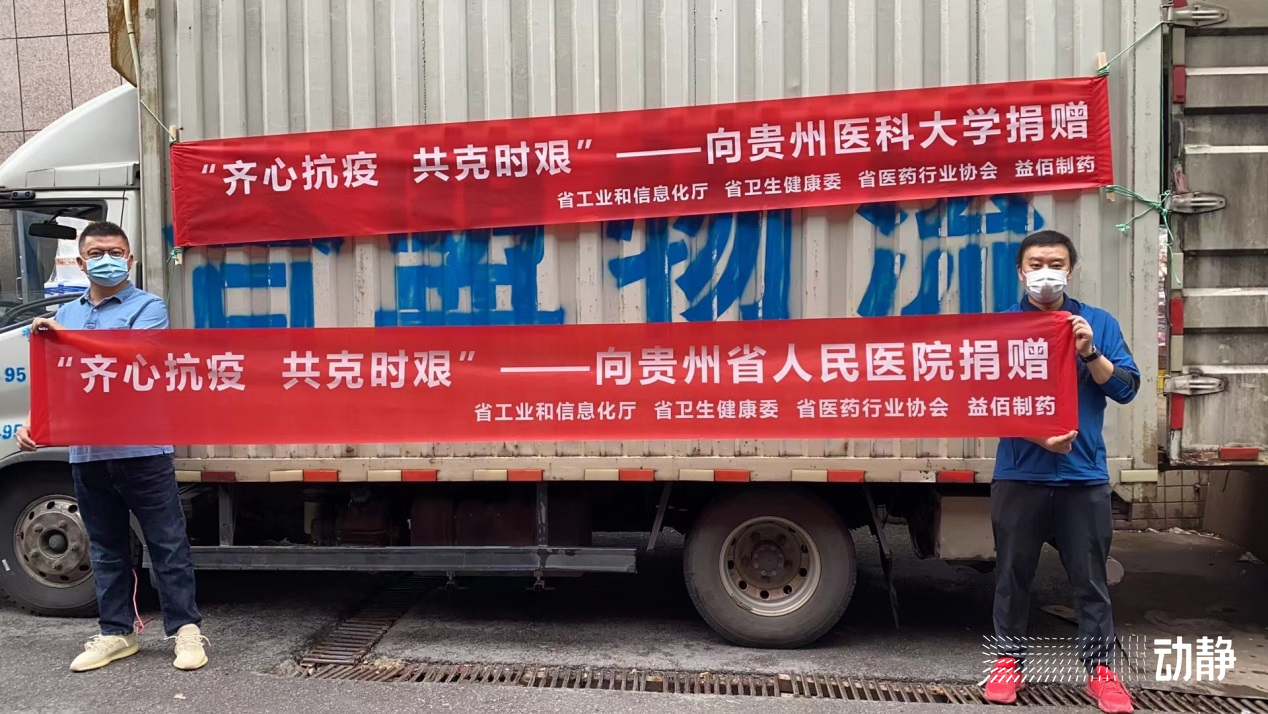 “齐心抗疫 共克时艰”——向贵州医科大学捐赠
省工业和信息化厅 省卫生健康委 省医药行业协会 益佰制药
物流
“齐心抗疫 共克时艰”——向贵州省人民医院捐赠
省工业和信息化厅 省卫生健康委 省医药行业协会 益佰制药
95
95
动静